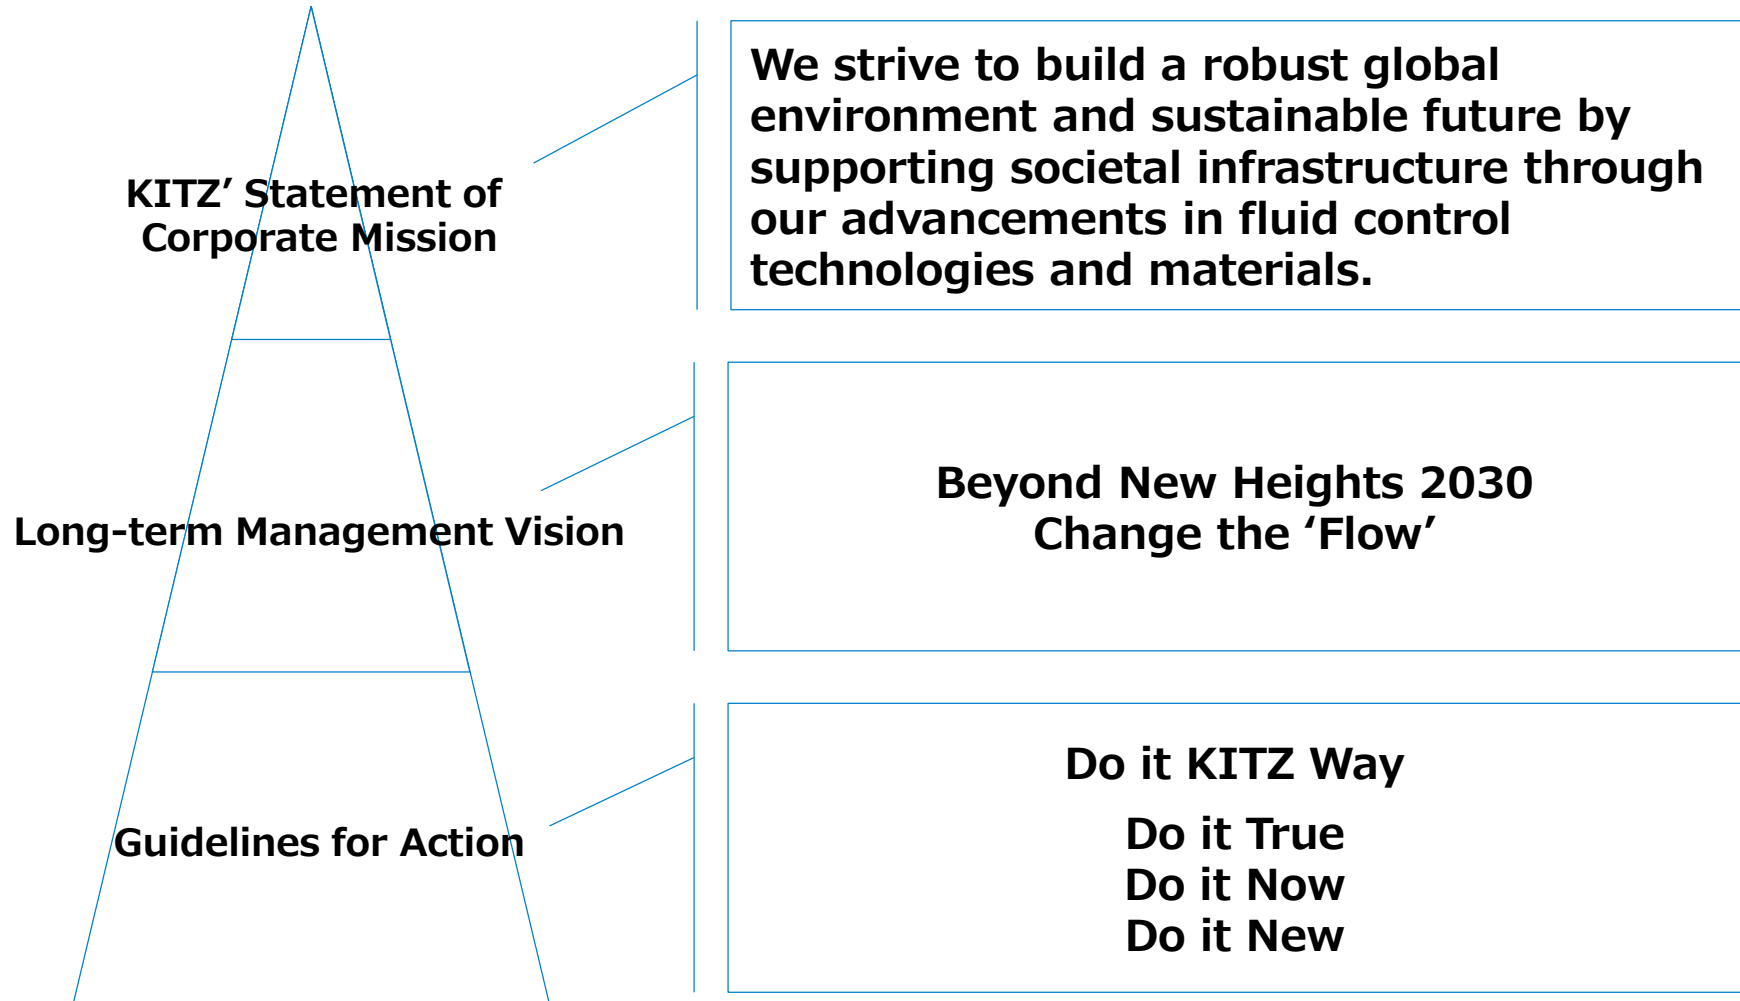 KITZ’ Statement of
Corporate Mission
We strive to build a robust global
environment and sustainable future by
supporting societal infrastructure through
our advancements in fluid control
technologies and materials.
Long-term Management Vision
Beyond New Heights 2030
Change the ‘Flow’
Guidelines for Action
Do it KITZ Way
Do it True
Do it Now
Do it New